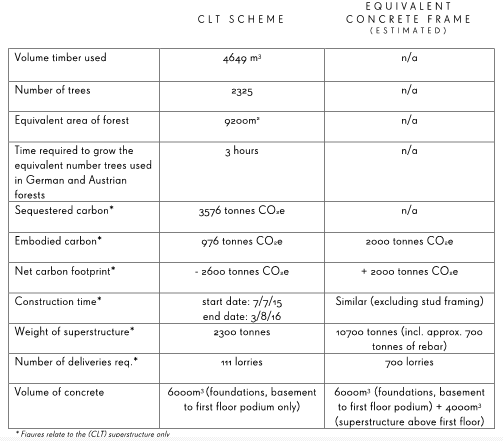 CLT SCHEME
EQUIVALENT
CONCRETE FRAME
(ESTIMATED)
Volume timber used 4649 m³ n/a
Number of trees 2325 n/a
Equivalent area of forest 9200m² n/a
Time required to grow the 3 hours n/a
equivalent number trees used
in German and Austrian
forests
Sequestered carbon* 3576 tonnes CO₂e n/a
Embodied carbon* 976 tonnes CO₂e 2000 tonnes CO₂e
Net carbon footprint* - 2600 tonnes CO₂e + 2000 tonnes CO₂e
Construction time* start date: 7/7/15 Similar (excluding stud framing)
end date: 3/8/16
Weight of superstructure* 2300 tonnes 10700 tonnes (incl. approx. 700
tonnes of rebar)
Number of deliveries req.* 111 lorries 700 lorries
Volume of concrete 6000m³ (foundations, basement 6000m³ (foundations, basement
to first floor podium only) to first floor podium) + 4000m³
(superstructure above first floor)
* Figures relate to the (CLT) superstructure only